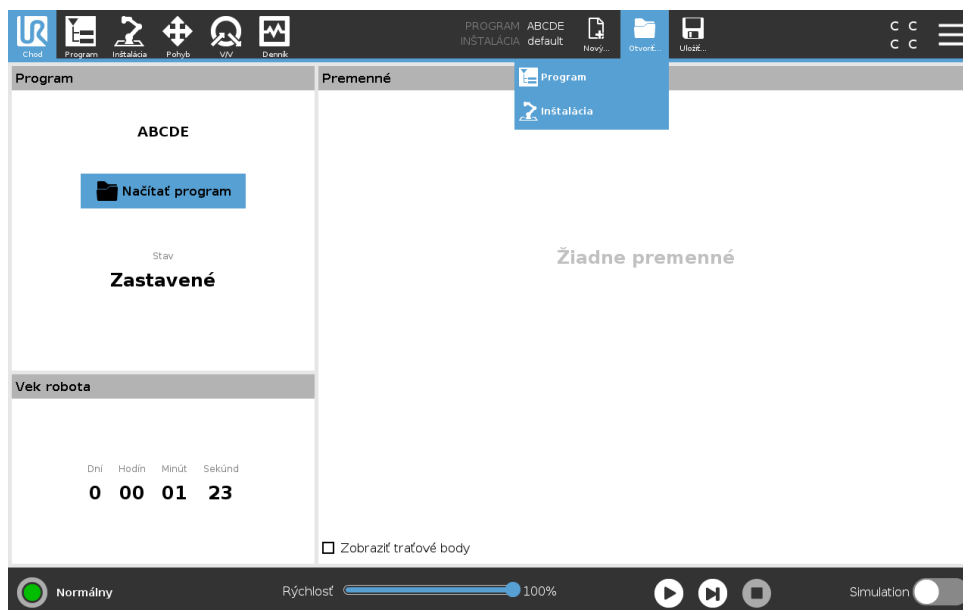 Chod
Program
Inštalácia
Pohyb
V/V
Denník
PROGRAM ABCDE
INŠTALÁCIA default
Nový...
Otvoriť...
Uložiť...
C C
C C
Program
Inštalácia
Program
ABCDE
Načítať program
Stav
Zastavené
Premenné
Žiadne premenné
Vek robota
Dní Hodín Minút Sekúnd
0 00 01 23
Zobraziť traťové body
Normálny
Rýchlosť 100%
Simulation